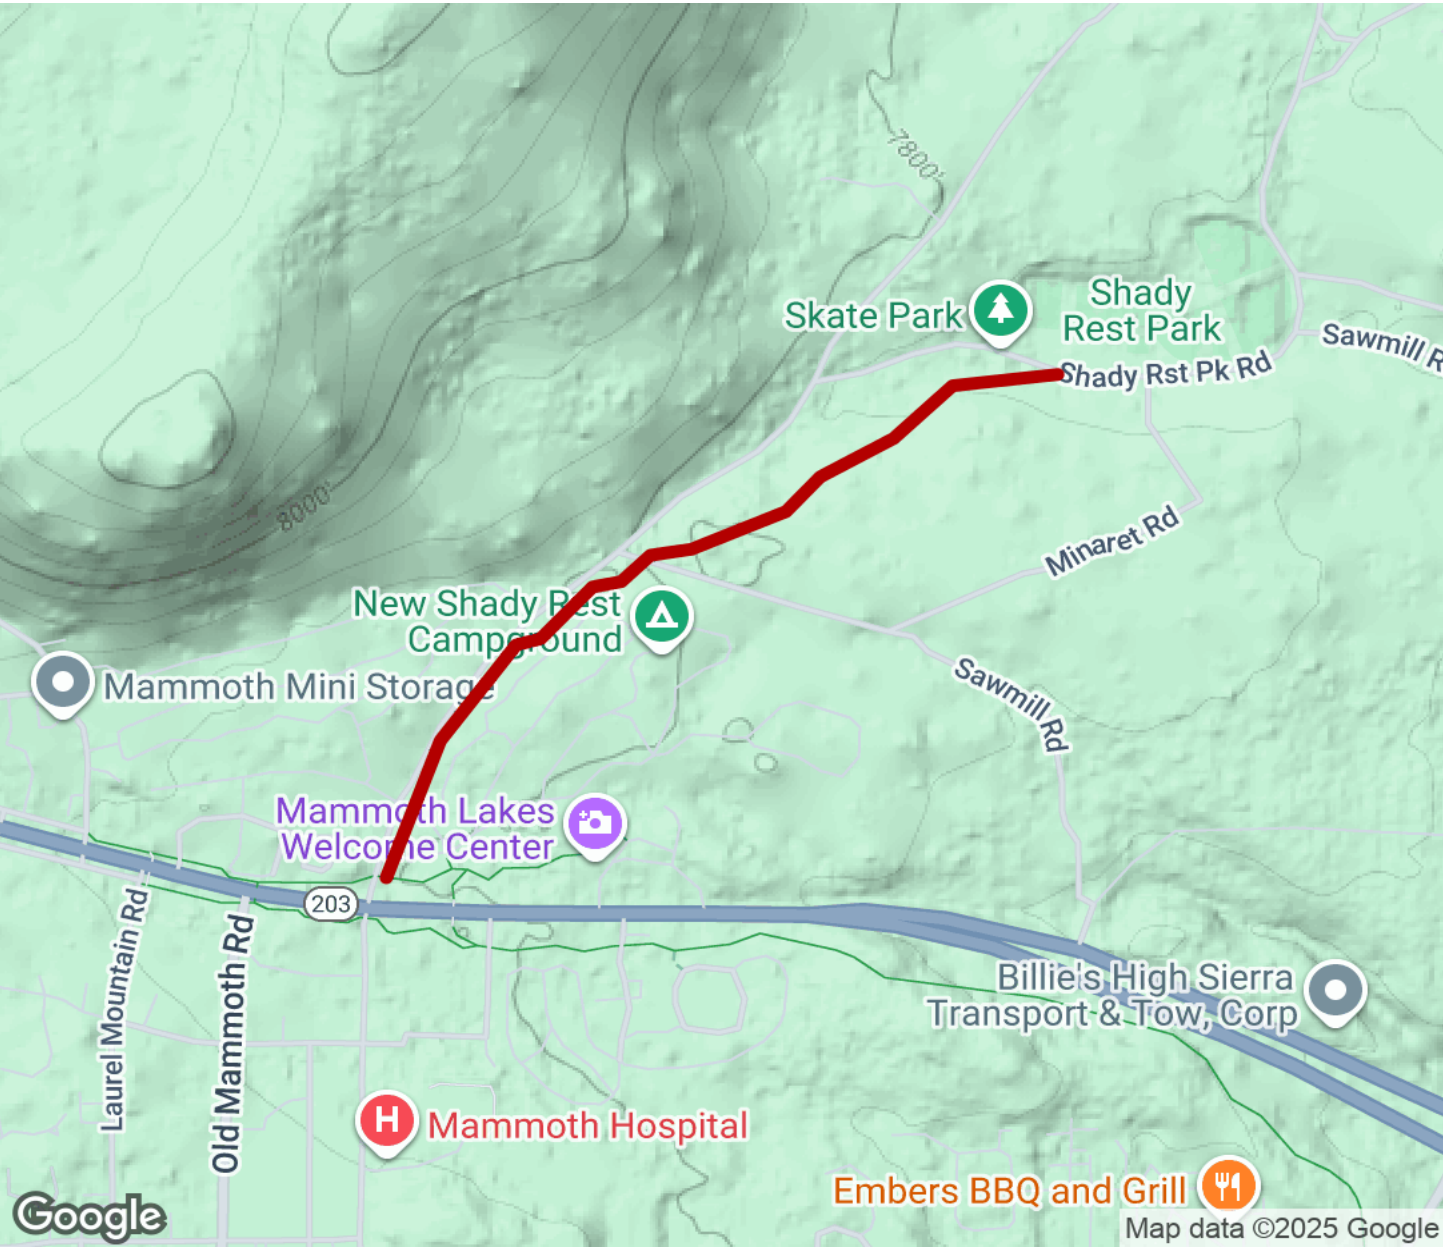 7800'
Skate Park
Shady
Rest Park
Sawmill R
Shady Rst Pk Rd
8000'
Minaret Rd
New Shady Rest
Campground
Mammoth Mini Storage
Sawmill Rd
Mammoth Lakes
Welcome Center
203
Laurel Mountain Rd
Old Mammoth Rd
Billie's High Sierra
Transport & Tow, Corp
H
Mammoth Hospital
Embers BBQ and Grill
Google
Map data ©2025 Google